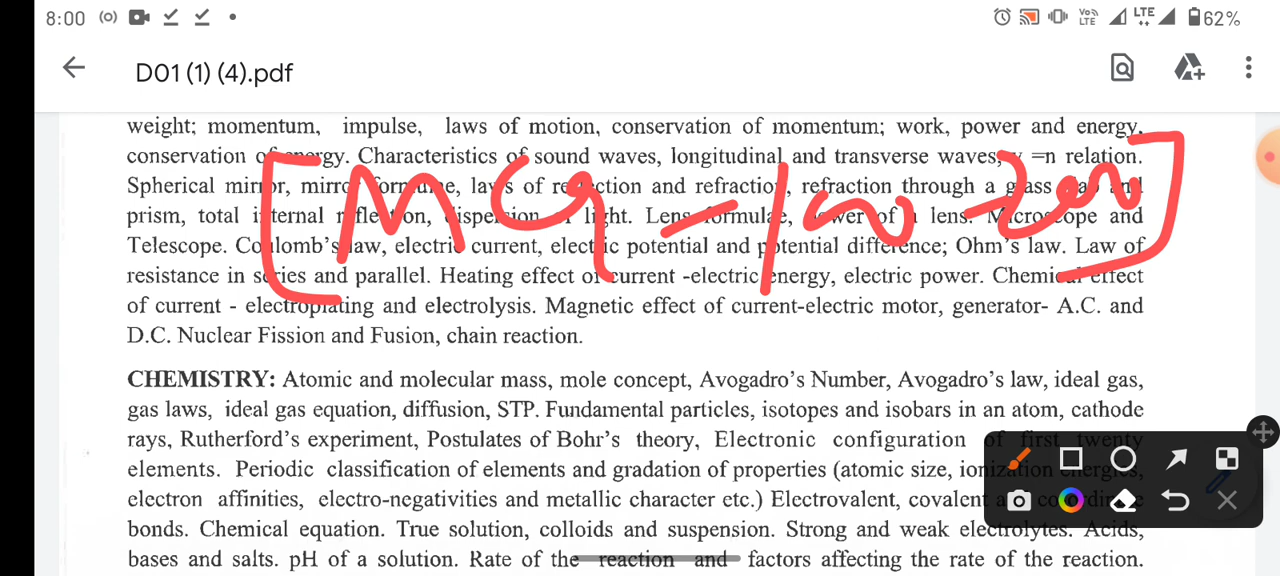 8:00 VoLTE LTE 62%
D01 (1) (4).pdf
weight; momentum, impulse, laws of motion, conservation of momentum; work, power and energy,
conservation of energy. Characteristics of sound waves, longitudinal and transverse waves, =n relation.
Spherical mirror, mirror formulae, laws of reflection and refraction, refraction through a glass slab and
prism, total internal reflection, dispersion of light. Lens formulae, power of a lens. Microscope and
Telescope. Coulomb's law, electric current, electric potential and potential difference; Ohm's law. Law of
resistance in series and parallel. Heating effect of current -electric energy, electric power. Chemical effect
of current - electroplating and electrolysis. Magnetic effect of current-electric motor, generator- A.C. and
D.C. Nuclear Fission and Fusion, chain reaction.
[MCQ-100-200]
CHEMISTRY: Atomic and molecular mass, mole concept, Avogadro's Number, Avogadro's law, ideal gas,
gas laws, ideal gas equation, diffusion, STP. Fundamental particles, isotopes and isobars in an atom, cathode
rays, Rutherford's experiment, Postulates of Bohr's theory, Electronic configuration of first twenty
elements. Periodic classification of elements and gradation of properties (atomic size, ionization energies,
electron affinities, electro-negativities and metallic character etc.) Electrovalent, covalent and coordinate
bonds. Chemical equation. True solution, colloids and suspension. Strong and weak electrolytes. Acids,
bases and salts. pH of a solution. Rate of the reaction and factors affecting the rate of the reaction.